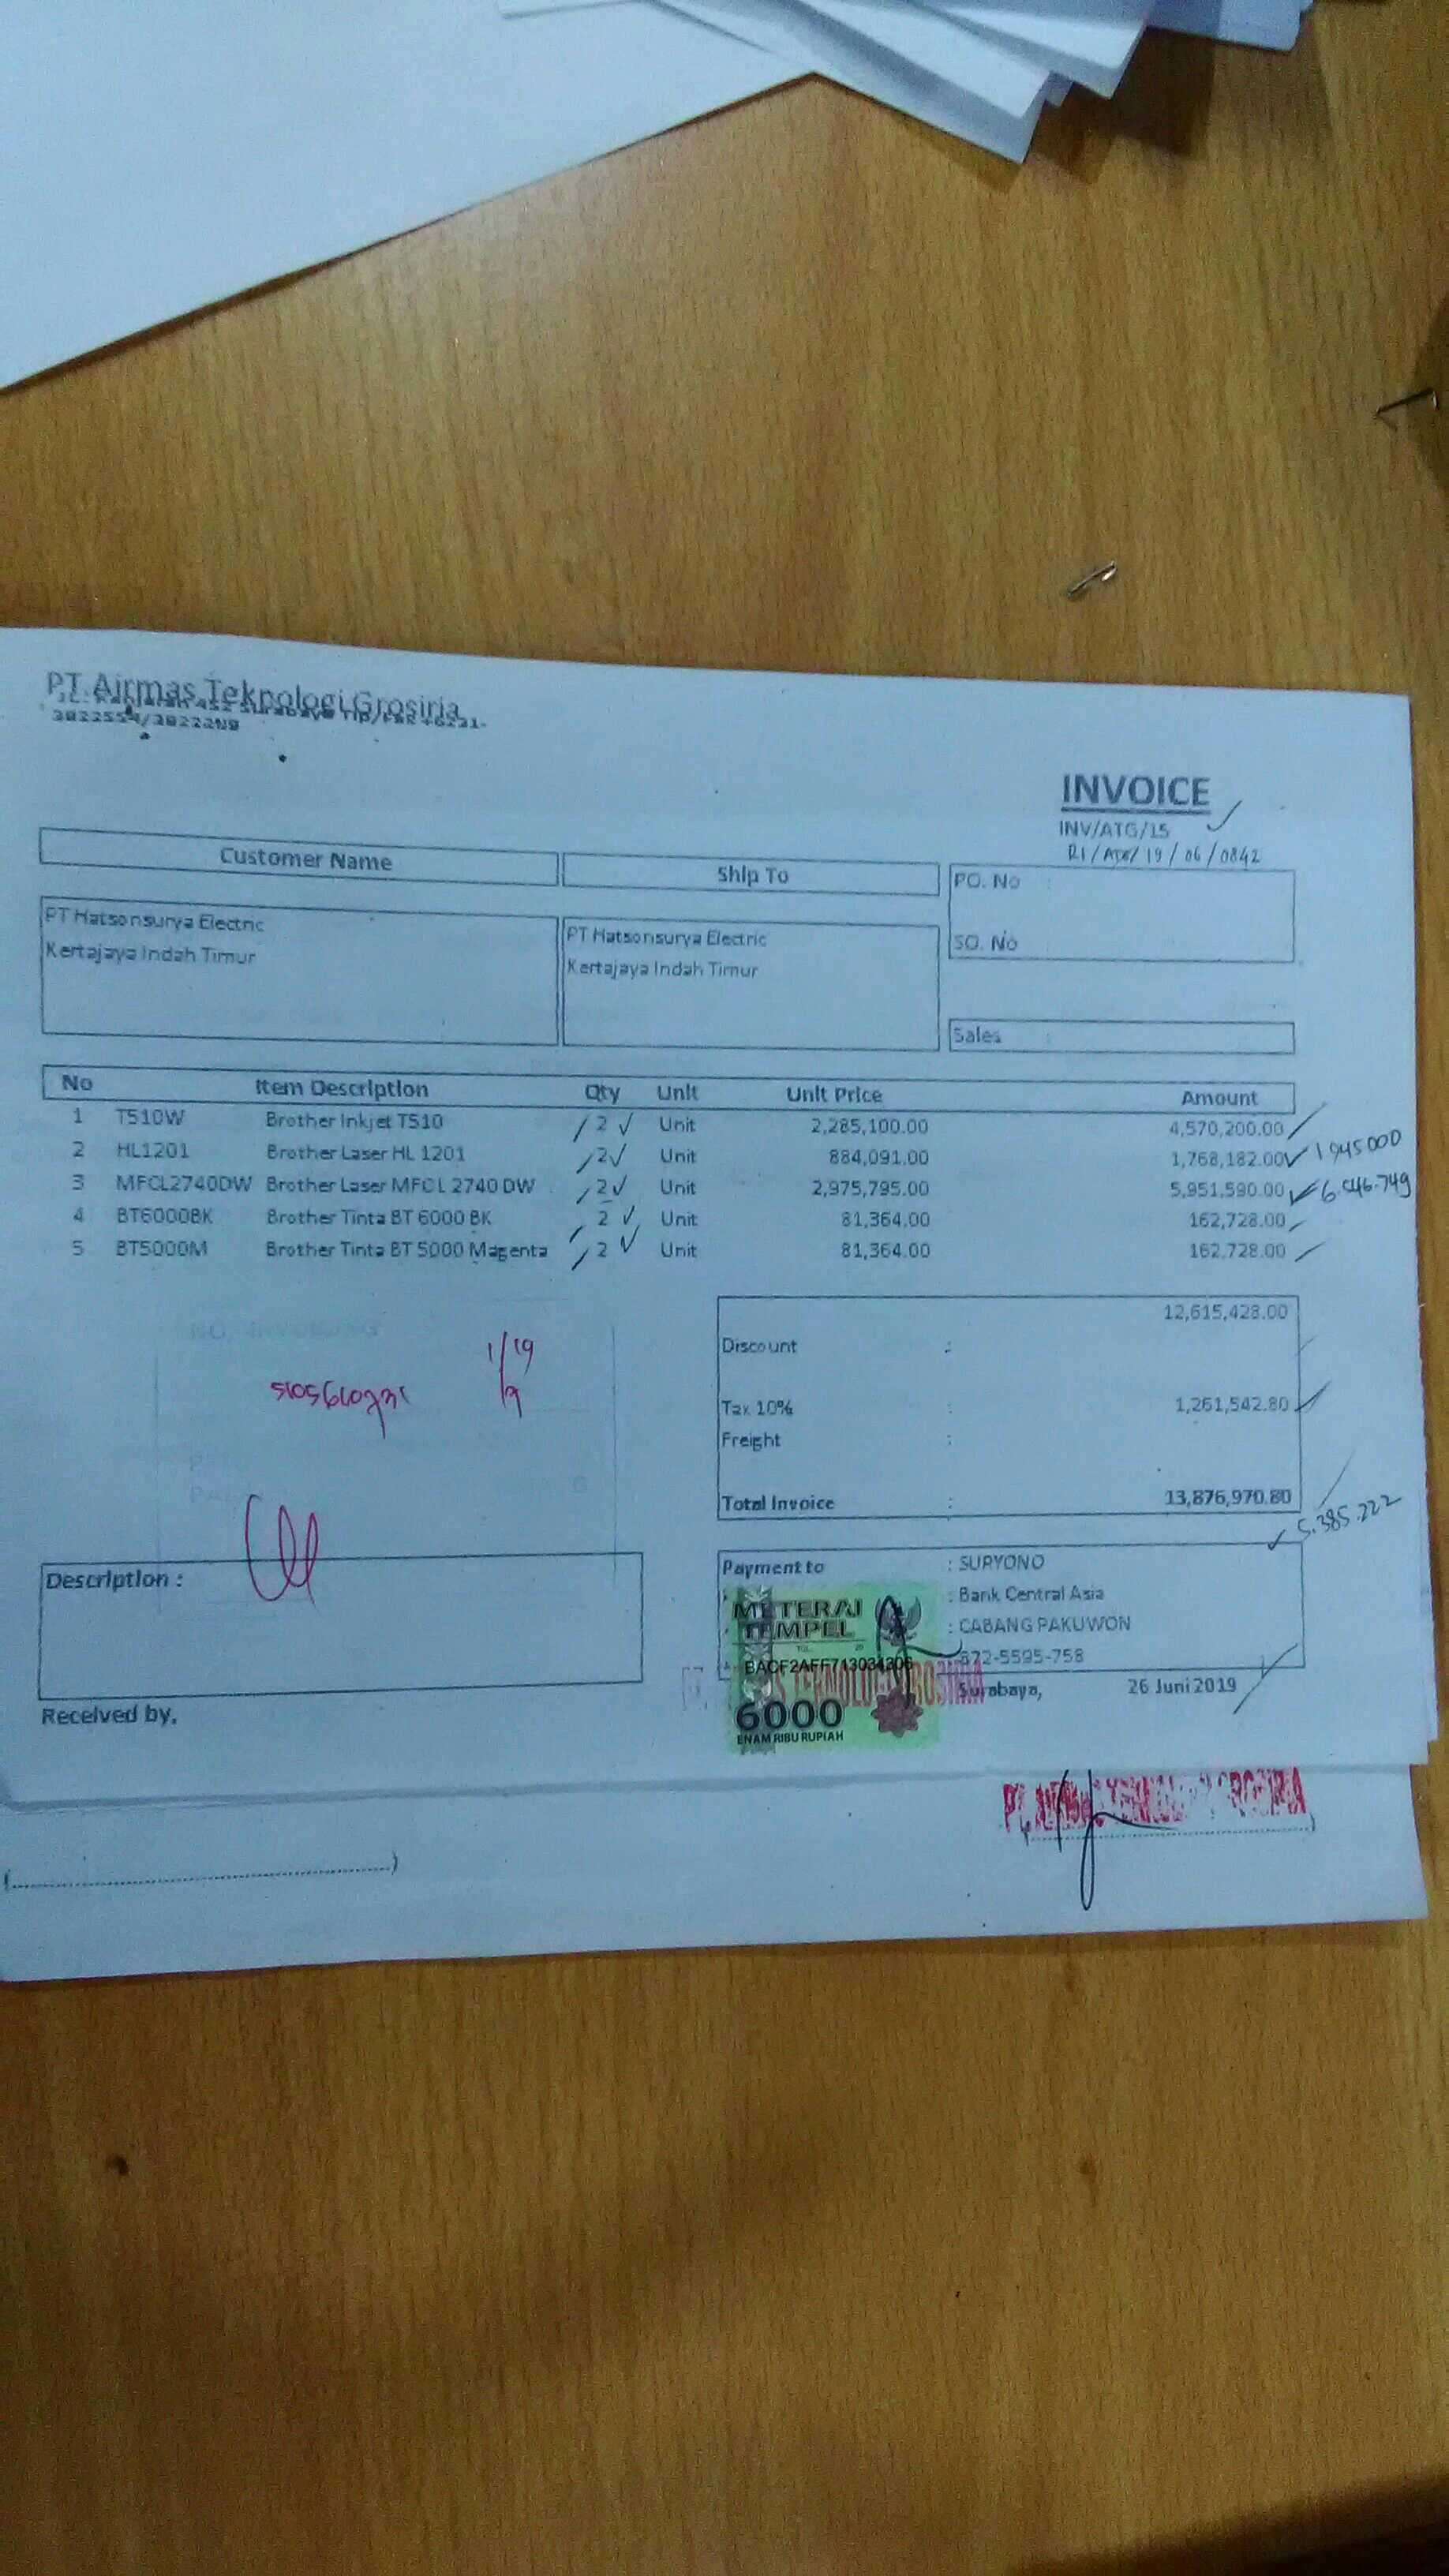 PT Airmas Teknologi Grosiria
INVOICE
INV/ATG/15
RI/ATG/19/06/0842
Customer Name Ship To
PO. No :
SO. No
PT Hatsonsurya Electric
Kertajaya Indah Timur
PT Hatsonsurya Electric
Kertajaya Indah Timur
Sales :
No Item Description Qty Unit Unit Price Amount
1 T510W Brother Inkjet T510 2 Unit 2,285,100.00 4,570,200.00
2 HL1201 Brother Laser HL 1201 2 Unit 884,091.00 1,768,182.00 1945000
3 MFCL2740DW Brother Laser MFCL 2740 DW 2 Unit 2,975,795.00 5,951,590.00 6.546.749
4 BT6000BK Brother Tinta BT 6000 BK 2 Unit 81,364.00 162,728.00
5 BT5000M Brother Tinta BT 5000 Magenta 2 Unit 81,364.00 162,728.00
12,615,428.00
Discount :
Tax 10% : 1,261,542.80
Freight :
Total Invoice : 13,876,970.80
5.385.222
Description :
Payment to : SURYONO
: Bank Central Asia
: CABANG PAKUWON
872-5595-758
METERAI
TEMPEL
TGL. 20
BACF2AFF713034306
6000
ENAM RIBU RUPIAH
Surabaya, 26 Juni 2019
Received by,